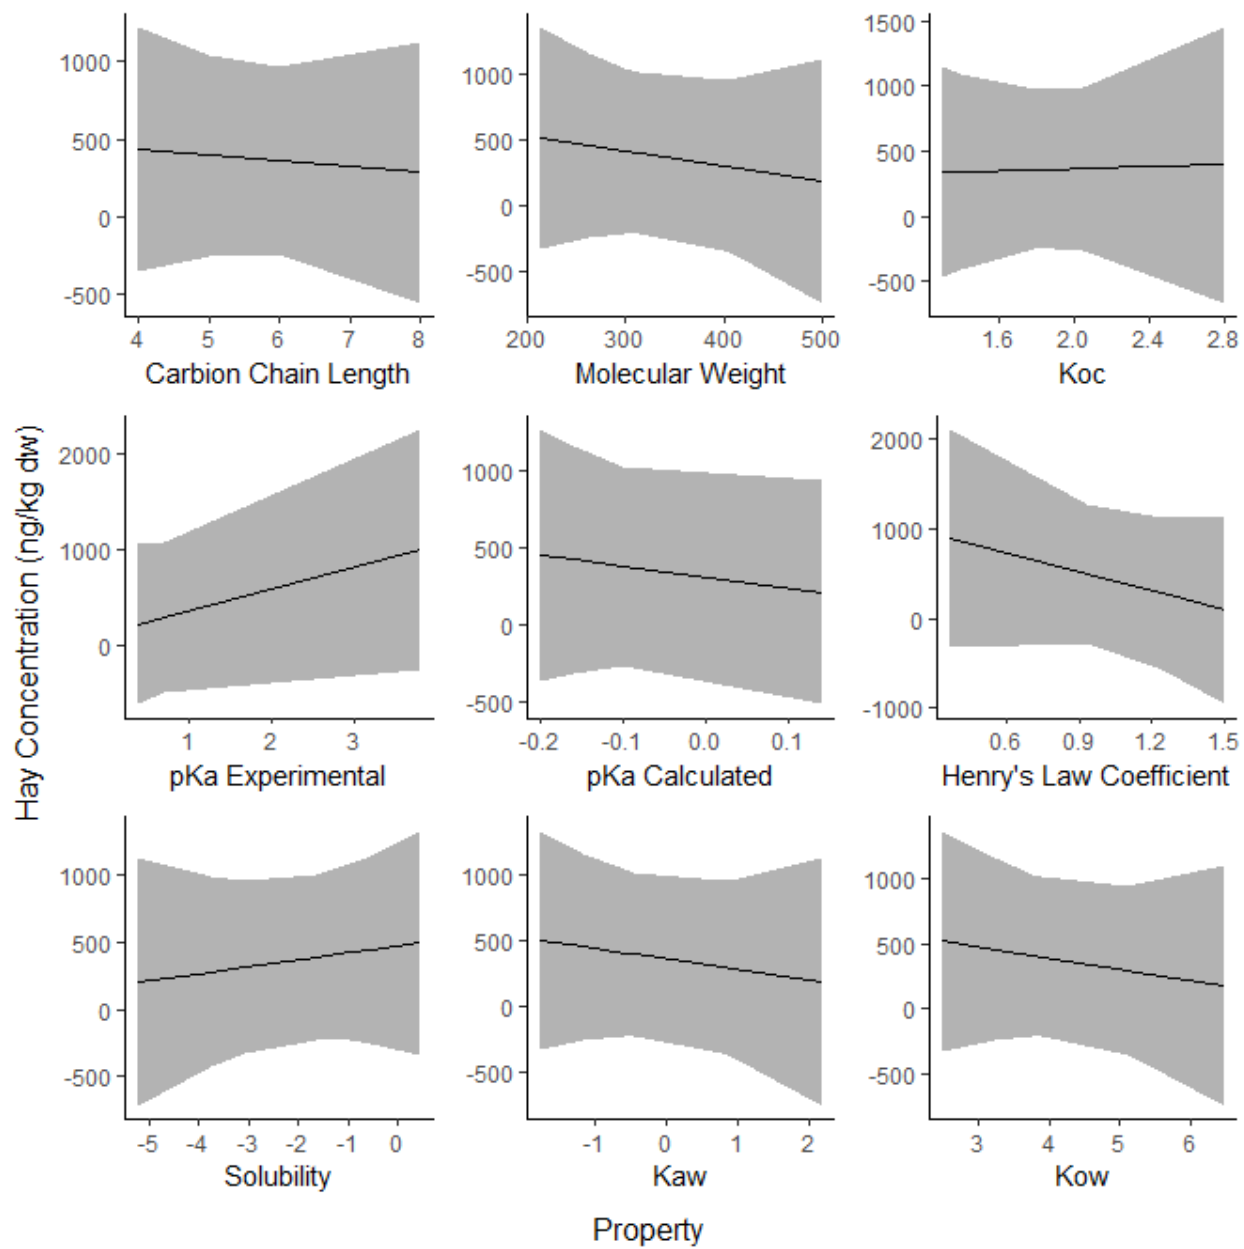 1000
500
0
-500
4 5 6 7 8
Carbion Chain Length
1000
500
0
-500
200 300 400 500
Molecular Weight
1500
1000
500
0
-500
1.6 2.0 2.4 2.8
Koc
Hay Concentration (ng/kg dw)
2000
1000
0
1 2 3
pKa Experimental
1000
500
0
-500
-0.2 -0.1 0.0 0.1
pKa Calculated
2000
1000
0
-1000
0.6 0.9 1.2 1.5
Henry's Law Coefficient
1000
500
0
-500
-5 -4 -3 -2 -1 0
Solubility
1000
500
0
-500
-1 0 1 2
Kaw
1000
500
0
-500
3 4 5 6
Kow
Property